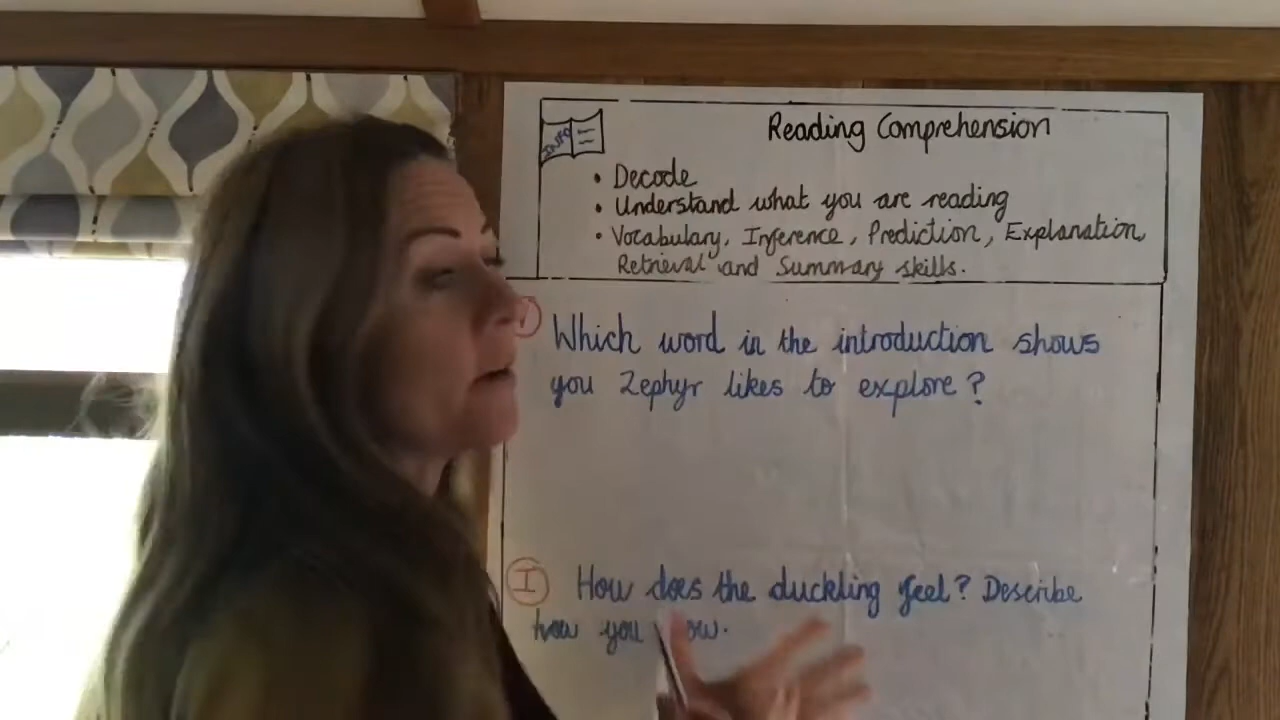 INFO
Reading Comprehension
• Decode
• Understand what you are reading
• Vocabulary, Inference, Prediction, Explanation,
Retrieval and Summary skills.
Which word in the introduction shows
you Zephyr likes to explore?
I How does the duckling feel? Describe
how you